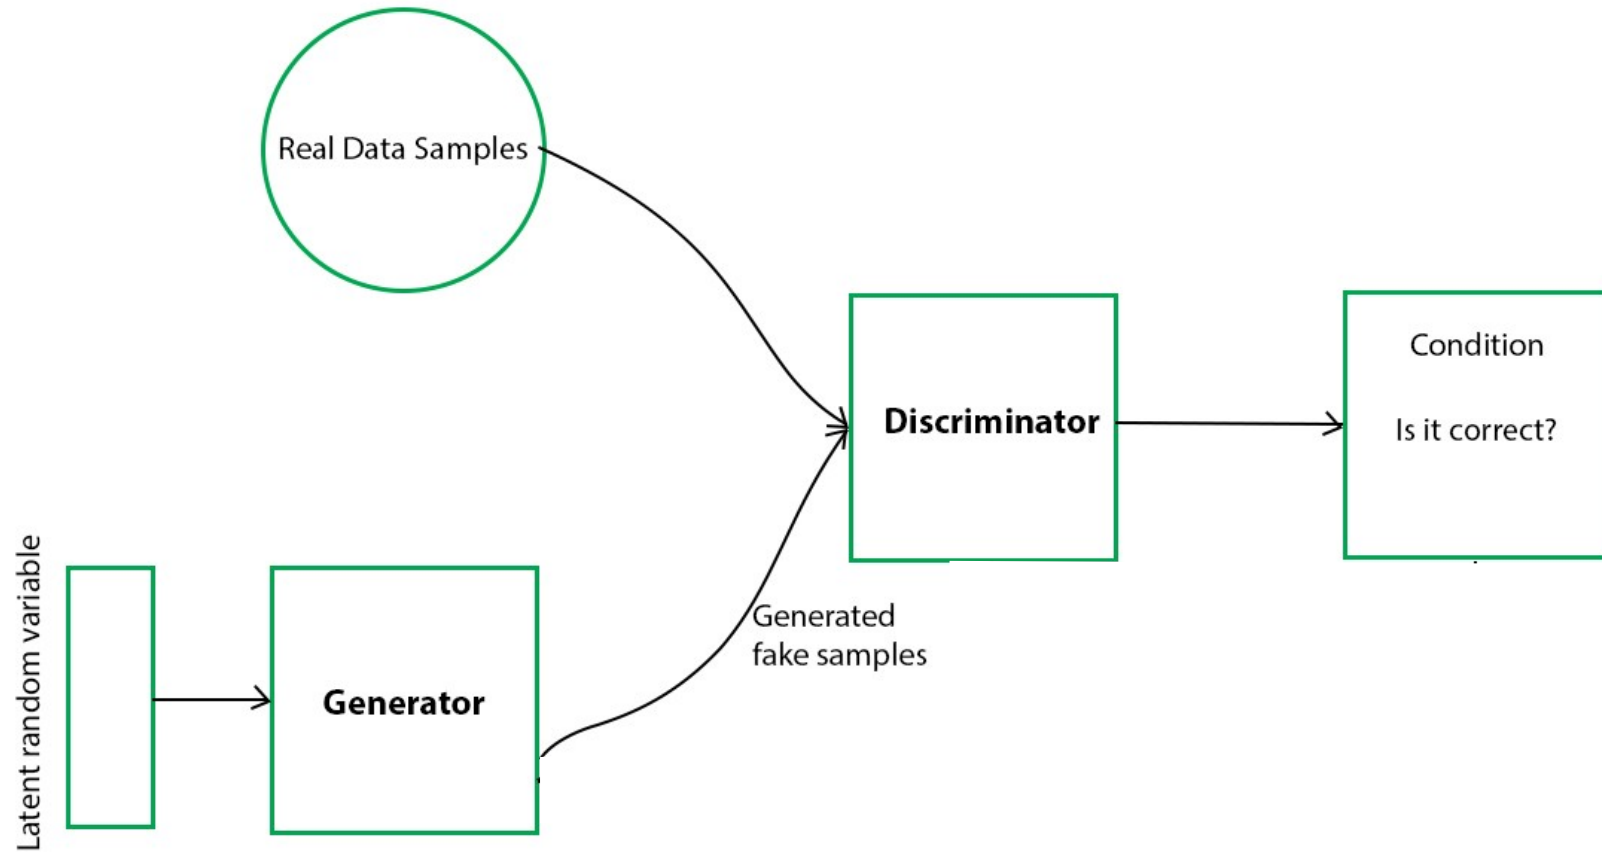 Real Data Samples
Discriminator
Condition
Is it correct?
Generated
fake samples
Latent random variable
Generator